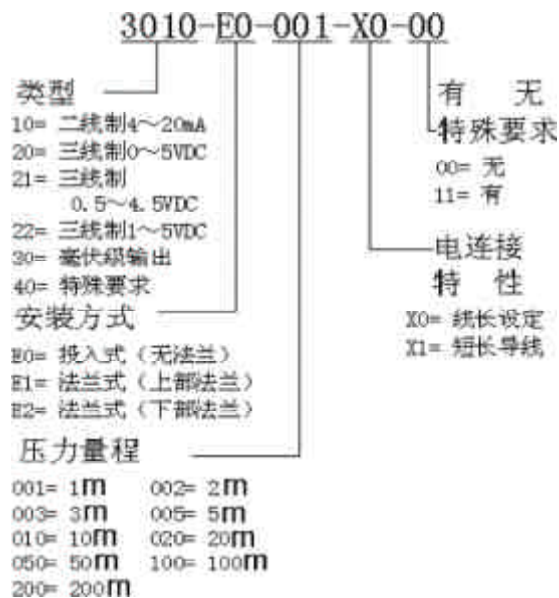 3010-E0-001-X0-00
类型
10= 二线制4～20mA
20= 三线制0～5VDC
21= 三线制
0.5～4.5VDC
22= 三线制1～5VDC
30= 毫伏级输出
40= 特殊要求
安装方式
E0= 投入式（无法兰）
E1= 法兰式（上部法兰）
E2= 法兰式（下部法兰）
压力量程
001= 1m 002= 2m
003= 3m 005= 5m
010= 10m 020= 20m
050= 50m 100= 100m
200= 200m
有 无
特殊要求
00= 无
11= 有
电连接
特 性
X0= 线长设定
X1= 短长导线